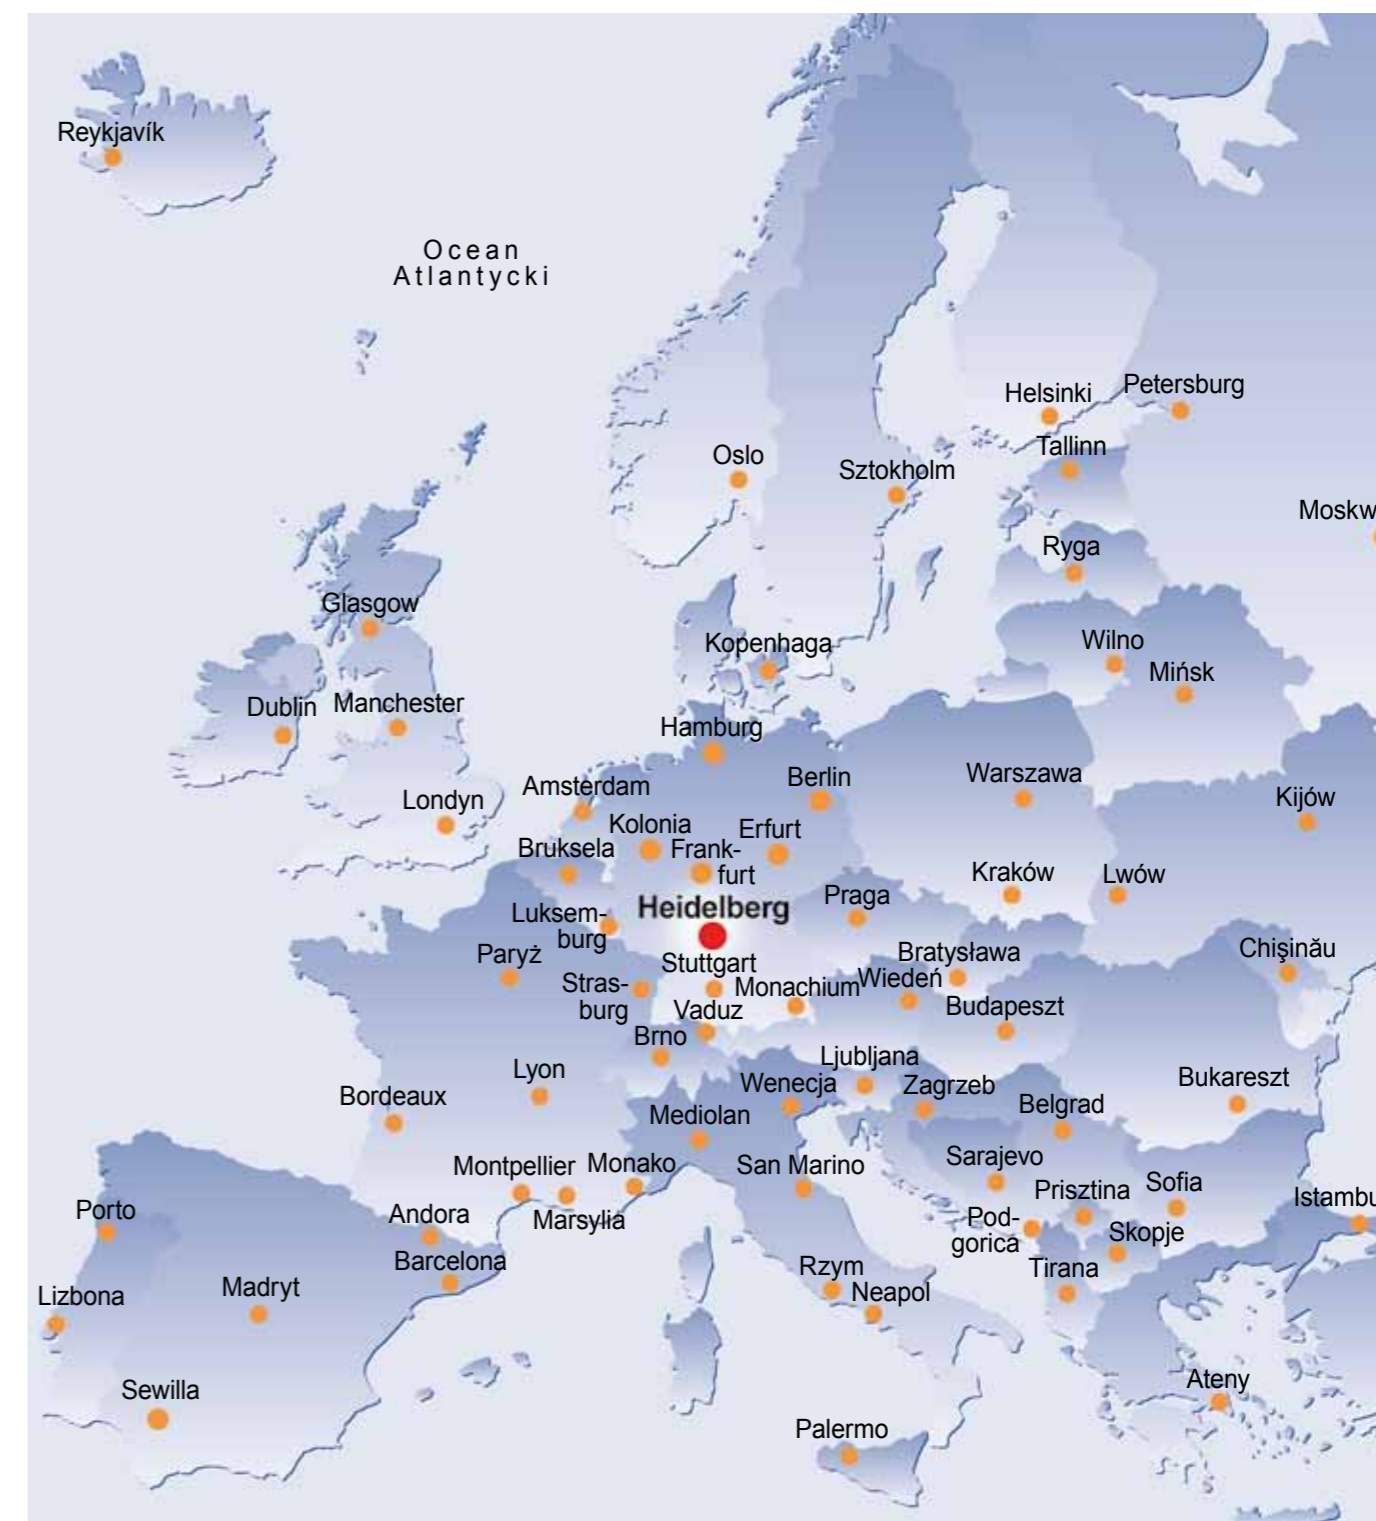 Reykjavík
Ocean
Atlantycki
Helsinki
Petersburg
Oslo
Tallinn
Sztokholm
Moskw
Ryga
Glasgow
Kopenhaga
Wilno
Mińsk
Dublin
Manchester
Hamburg
Amsterdam
Berlin
Warszawa
Kijów
Londyn
Kolonia
Erfurt
Bruksela
Frank-
furt
Kraków
Lwów
Praga
Heidelberg
Luksem-
burg
Paryż
Stuttgart
Bratysława
Chişinău
Stras-
burg
Monachium
Wiedeń
Vaduz
Budapeszt
Brno
Ljubljana
Lyon
Wenecja
Zagrzeb
Bukareszt
Bordeaux
Mediolan
Belgrad
Montpellier
Monako
San Marino
Sarajevo
Prisztina
Sofia
Istambu
Porto
Andora
Marsylia
Pod-
gorica
Skopje
Barcelona
Madryt
Rzym
Tirana
Lizbona
Neapol
Sewilla
Ateny
Palermo